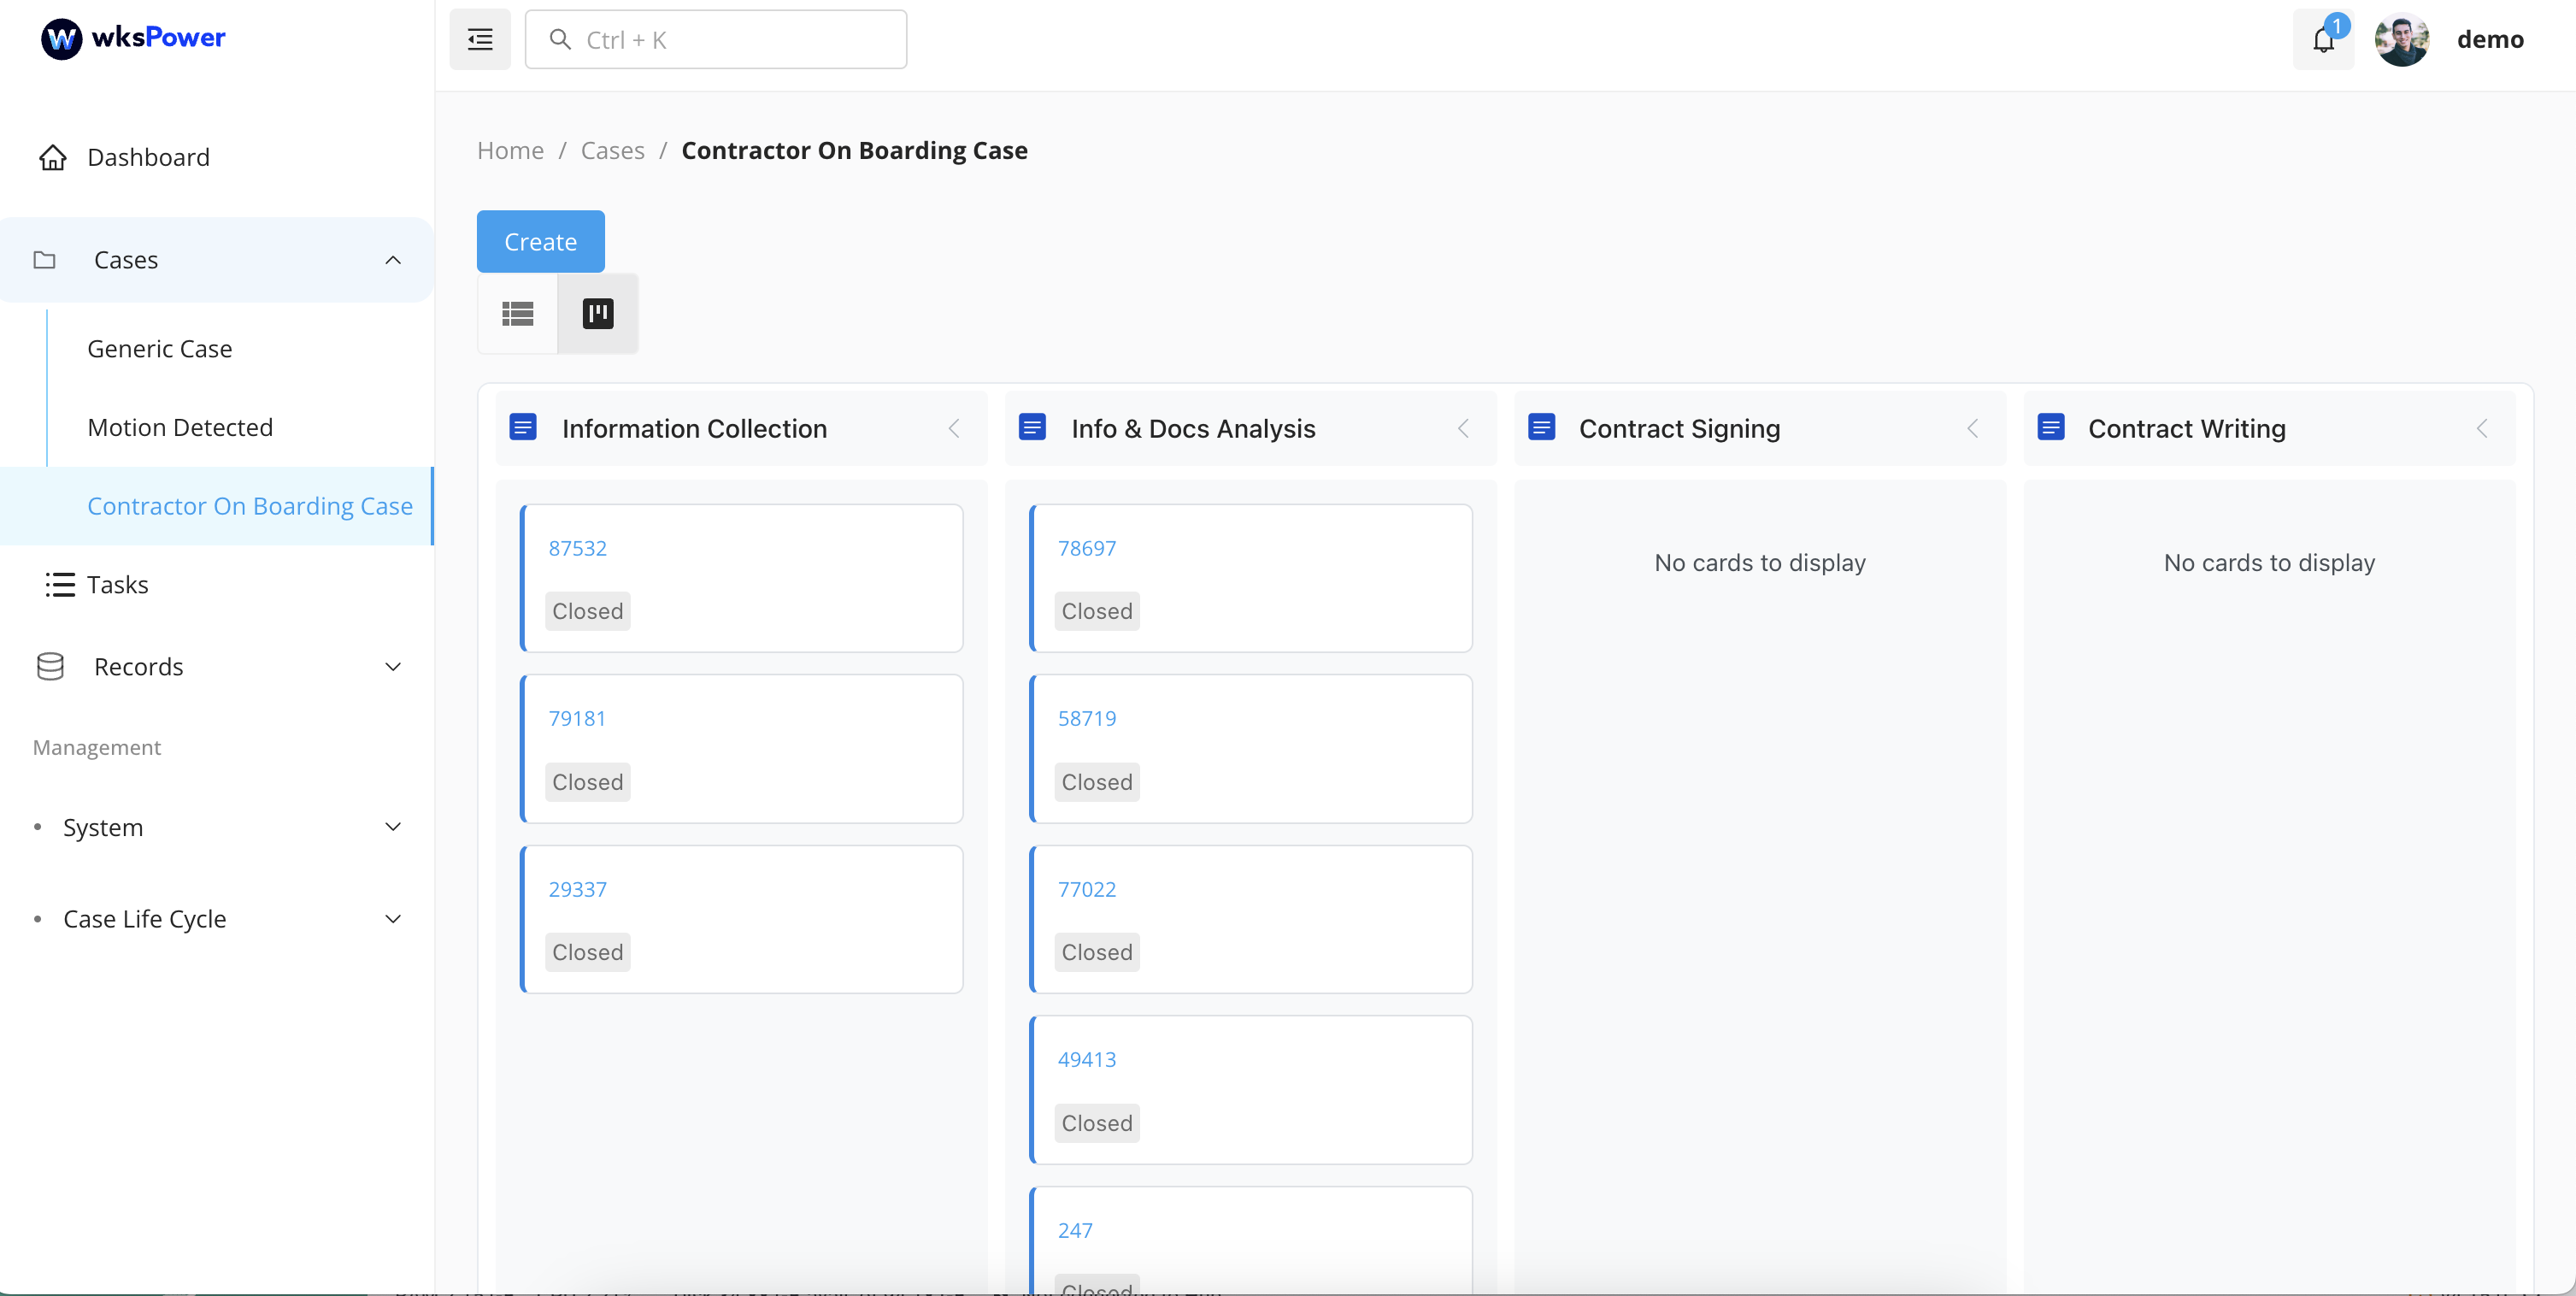 wksPower
Ctrl + K
1
demo
Dashboard
Cases
Generic Case
Motion Detected
Contractor On Boarding Case
Tasks
Records
Management
System
Case Life Cycle
Home / Cases / Contractor On Boarding Case
Create
Information Collection
87532
Closed
79181
Closed
29337
Closed
Info & Docs Analysis
78697
Closed
58719
Closed
77022
Closed
49413
Closed
247
Closed
Contract Signing
No cards to display
Contract Writing
No cards to display